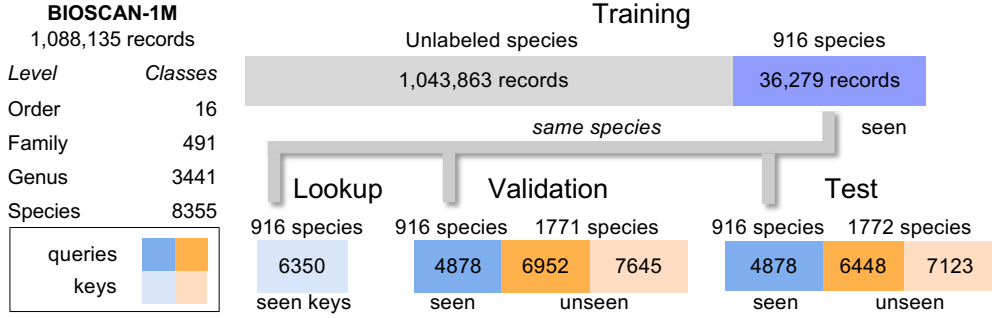 BIOSCAN-1M
1,088,135 records
Level Classes
Order 16
Family 491
Genus 3441
Species 8355
queries
keys
Training
Unlabeled species 916 species
1,043,863 records 36,279 records
same species seen
Lookup Validation Test
916 species 916 species 1771 species 916 species 1772 species
6350 4878 6952 7645 4878 6448 7123
seen keys seen unseen seen unseen